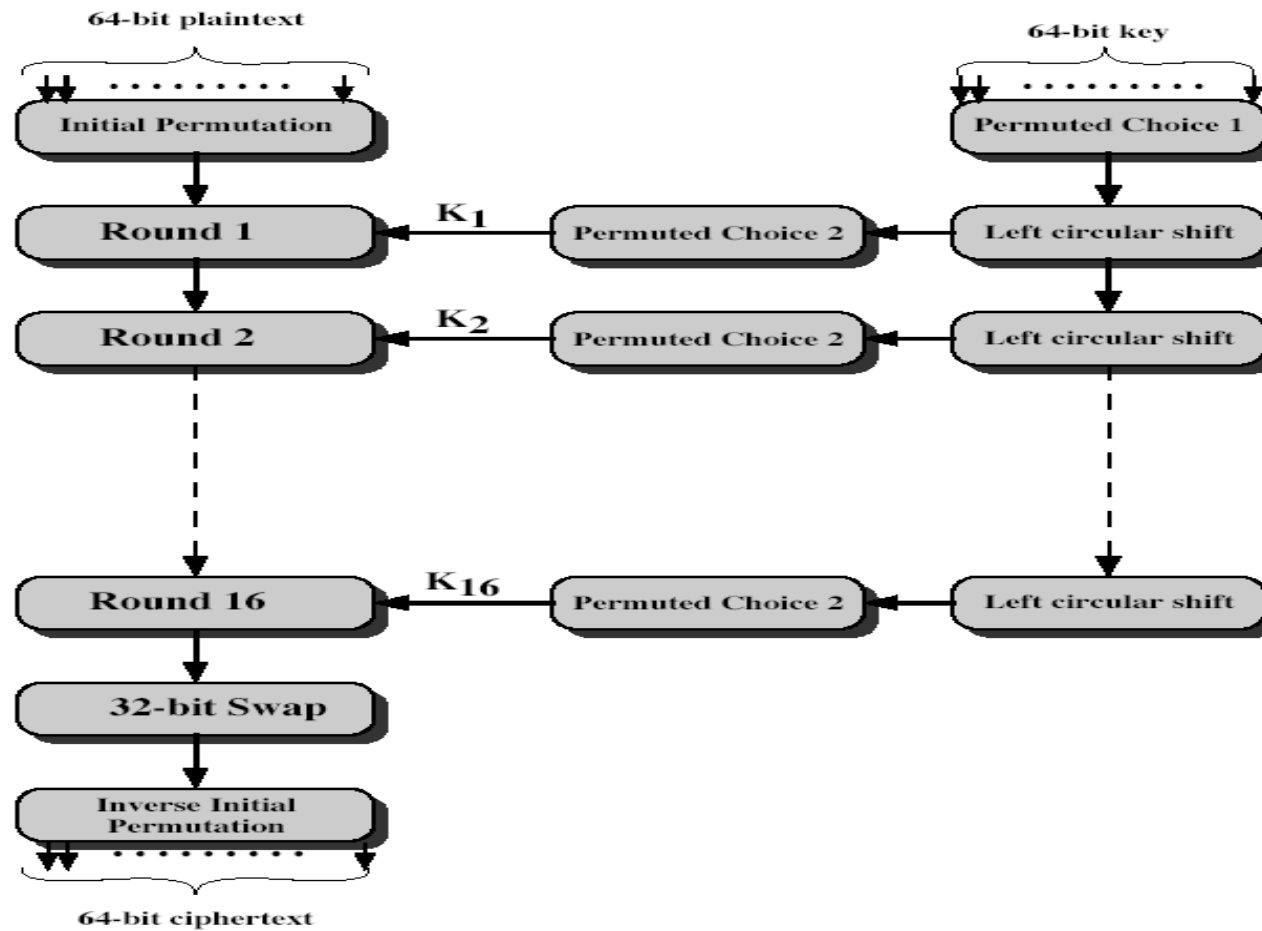 64-bit plaintext
64-bit key
Initial Permutation
Permuted Choice 1
Round 1
K1
Permuted Choice 2
Left circular shift
Round 2
K2
Permuted Choice 2
Left circular shift
Round 16
K16
Permuted Choice 2
Left circular shift
32-bit Swap
Inverse Initial
Permutation
64-bit ciphertext